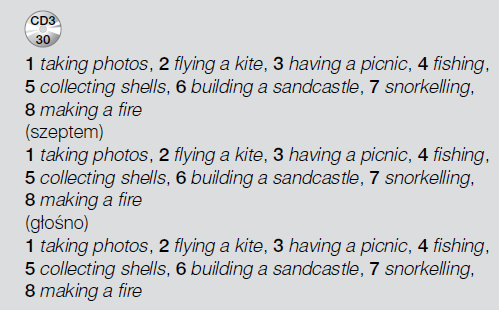 CD3
30
1 taking photos, 2 flying a kite, 3 having a picnic, 4 fishing,
5 collecting shells, 6 building a sandcastle, 7 snorkelling,
8 making a fire
(szeptem)
1 taking photos, 2 flying a kite, 3 having a picnic, 4 fishing,
5 collecting shells, 6 building a sandcastle, 7 snorkelling,
8 making a fire
(głośno)
1 taking photos, 2 flying a kite, 3 having a picnic, 4 fishing,
5 collecting shells, 6 building a sandcastle, 7 snorkelling,
8 making a fire